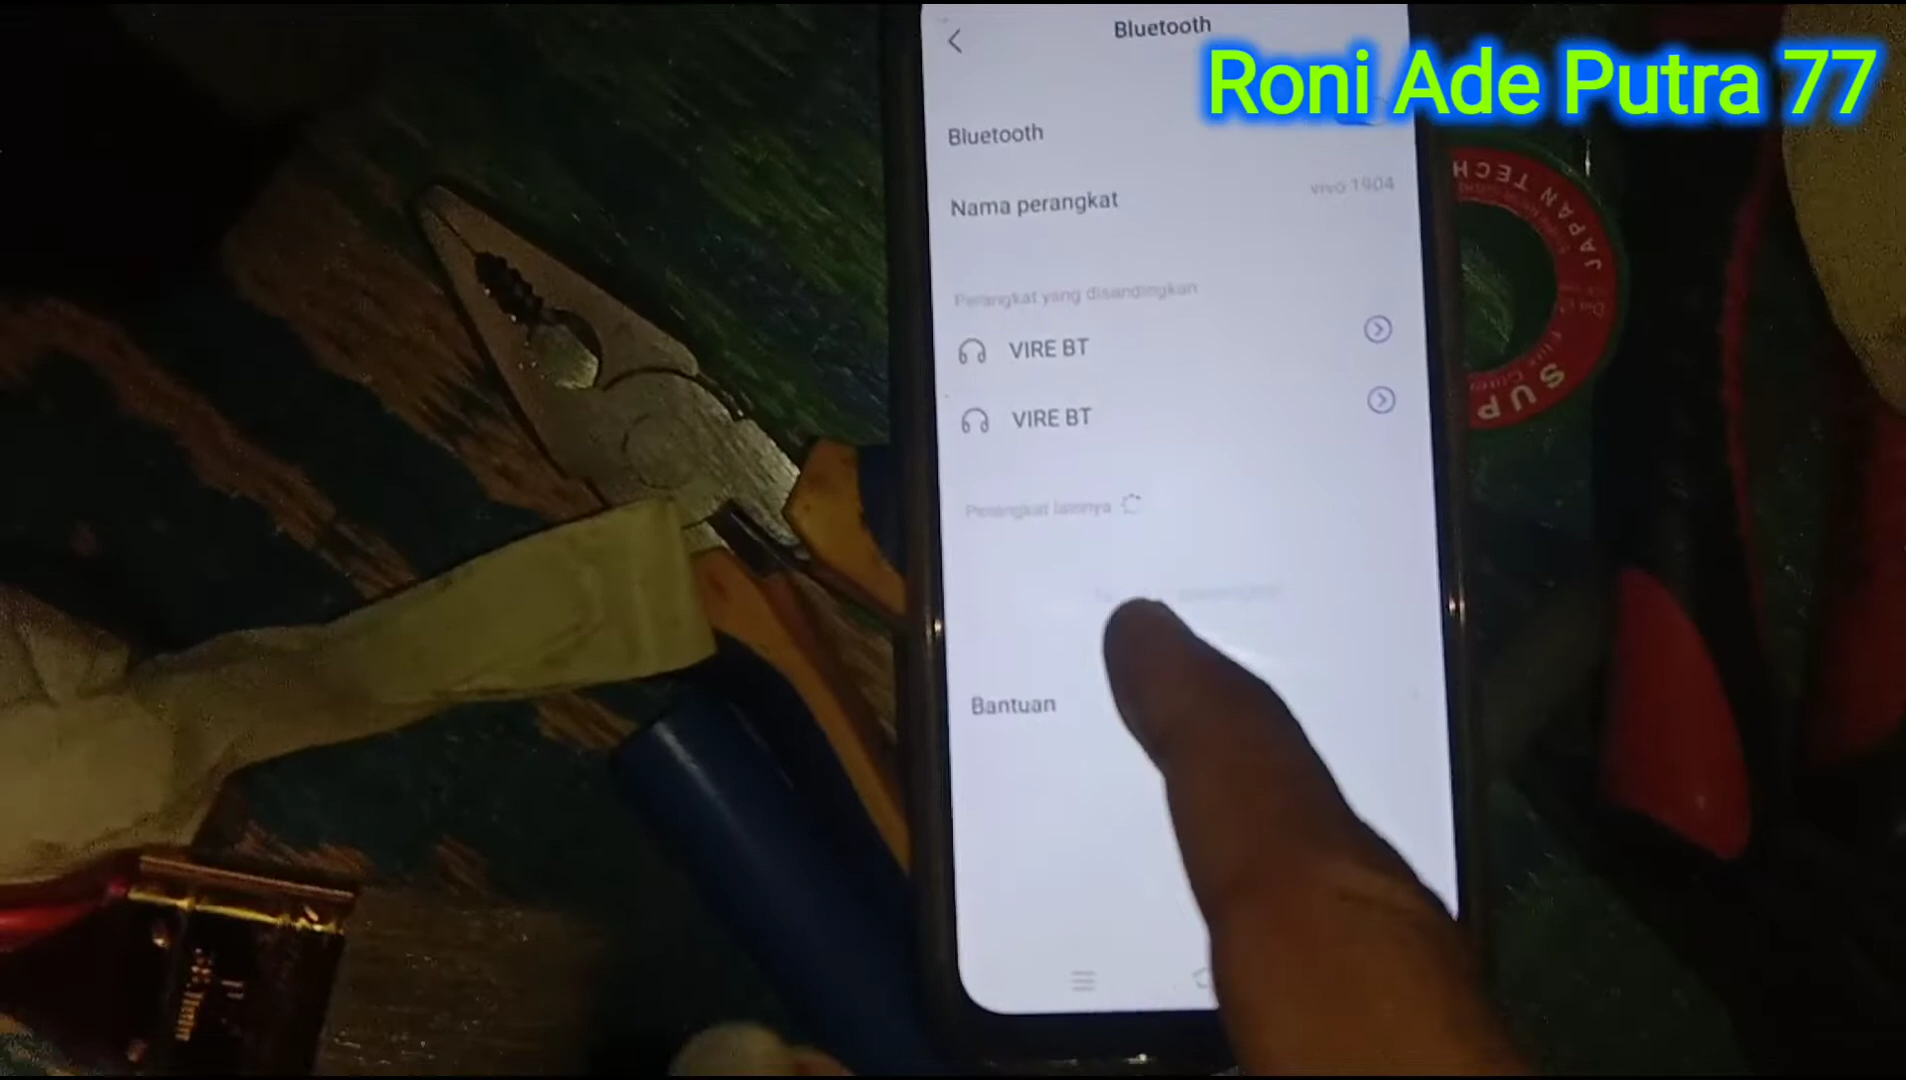 Bluetooth
Roni Ade Putra 77
Bluetooth
Nama perangkat
vivo 1904
Perangkat yang disandingkan
VIRE BT
VIRE BT
Perangkat lainnya
Bantuan
JAPAN TECH
SUP